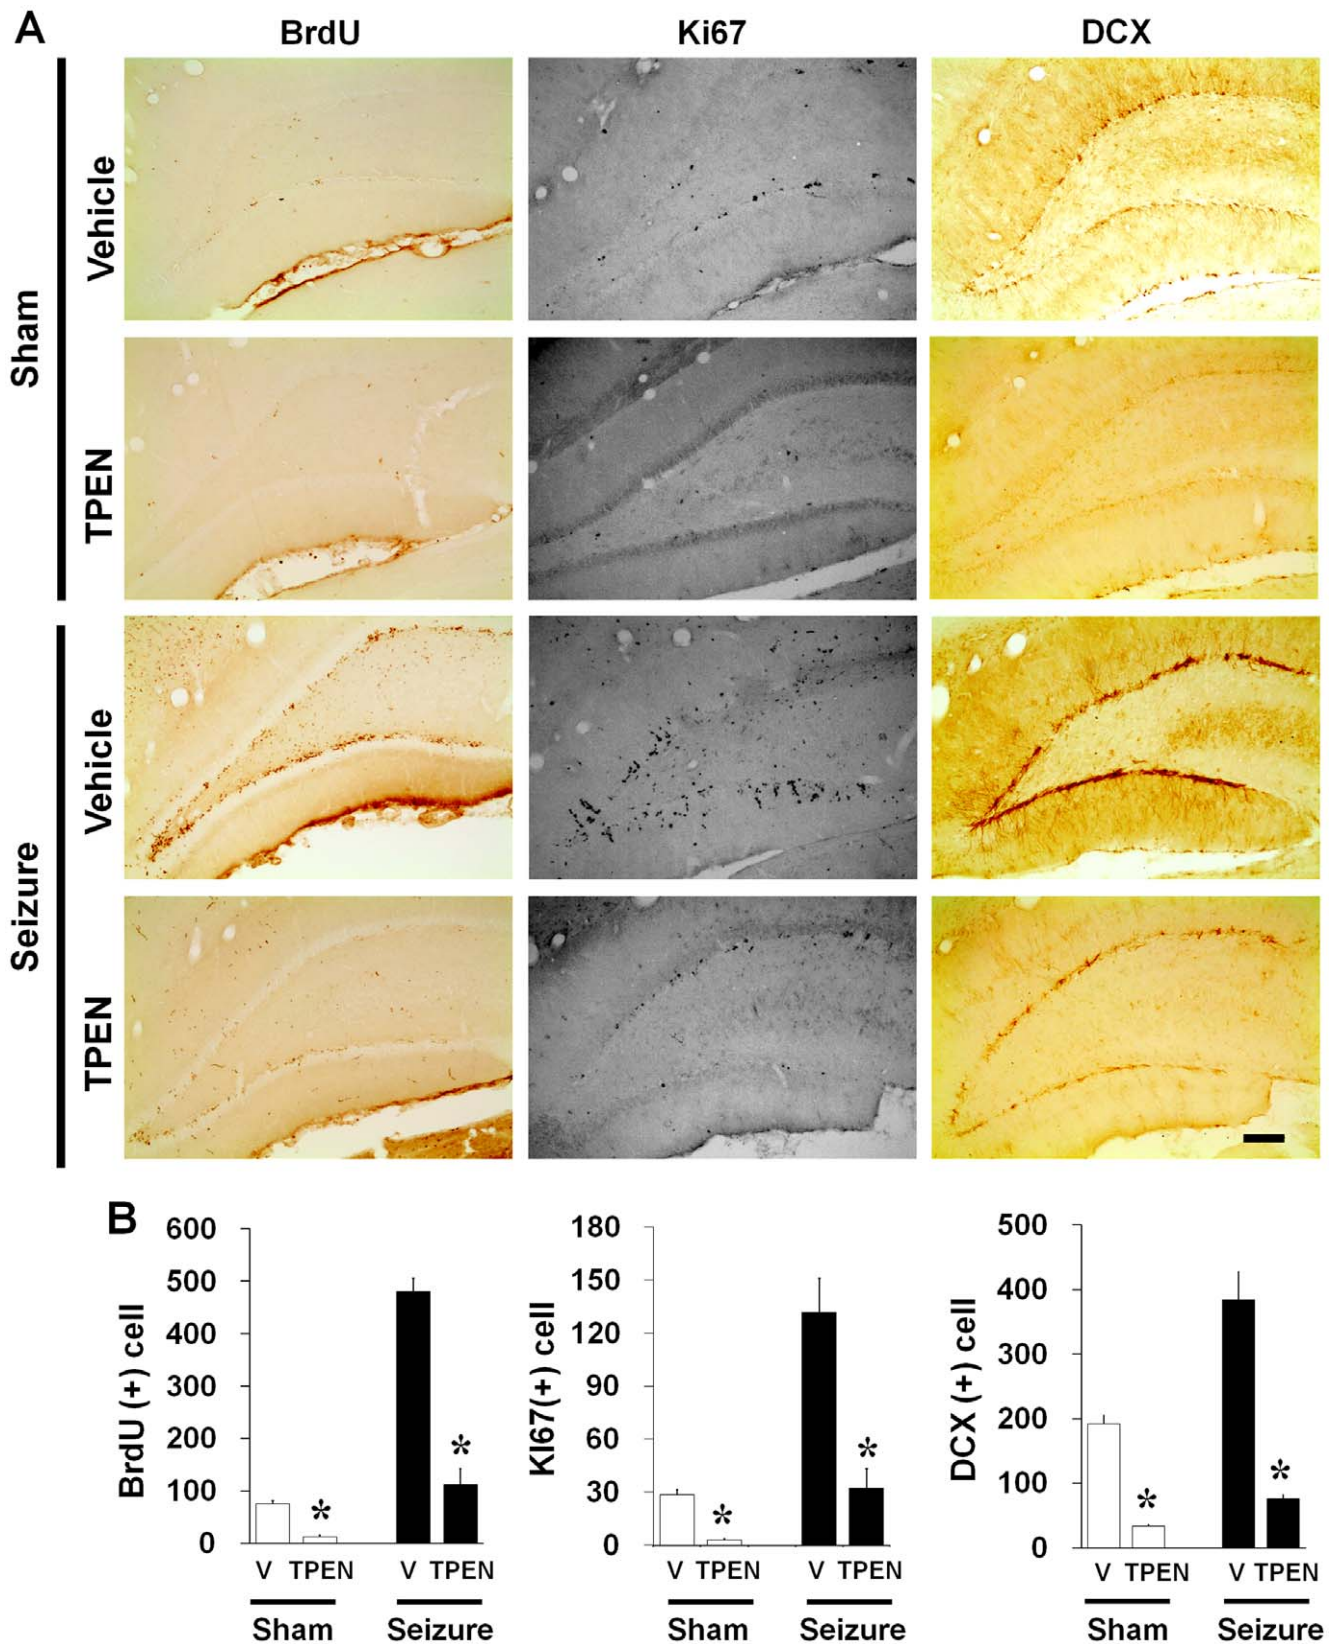 A
BrdU Ki67 DCX
Sham
Vehicle
TPEN
Seizure
Vehicle
TPEN
B
BrdU (+) cell
600
500
400
300
200
100
0
*
*
V TPEN V TPEN
Sham Seizure
KI67(+) cell
180
150
120
90
60
30
0
*
*
V TPEN V TPEN
Sham Seizure
DCX (+) cell
500
400
300
200
100
0
*
*
V TPEN V TPEN
Sham Seizure